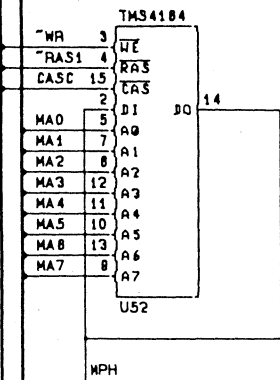 TMS4164
~WR 3 WE
~RAS1 4 RAS
CASC 15 CAS
2 DI DO 14
MA0 5 A0
MA1 7 A1
MA2 6 A2
MA3 12 A3
MA4 11 A4
MA5 10 A5
MA6 13 A6
MA7 9 A7
U52
MPH